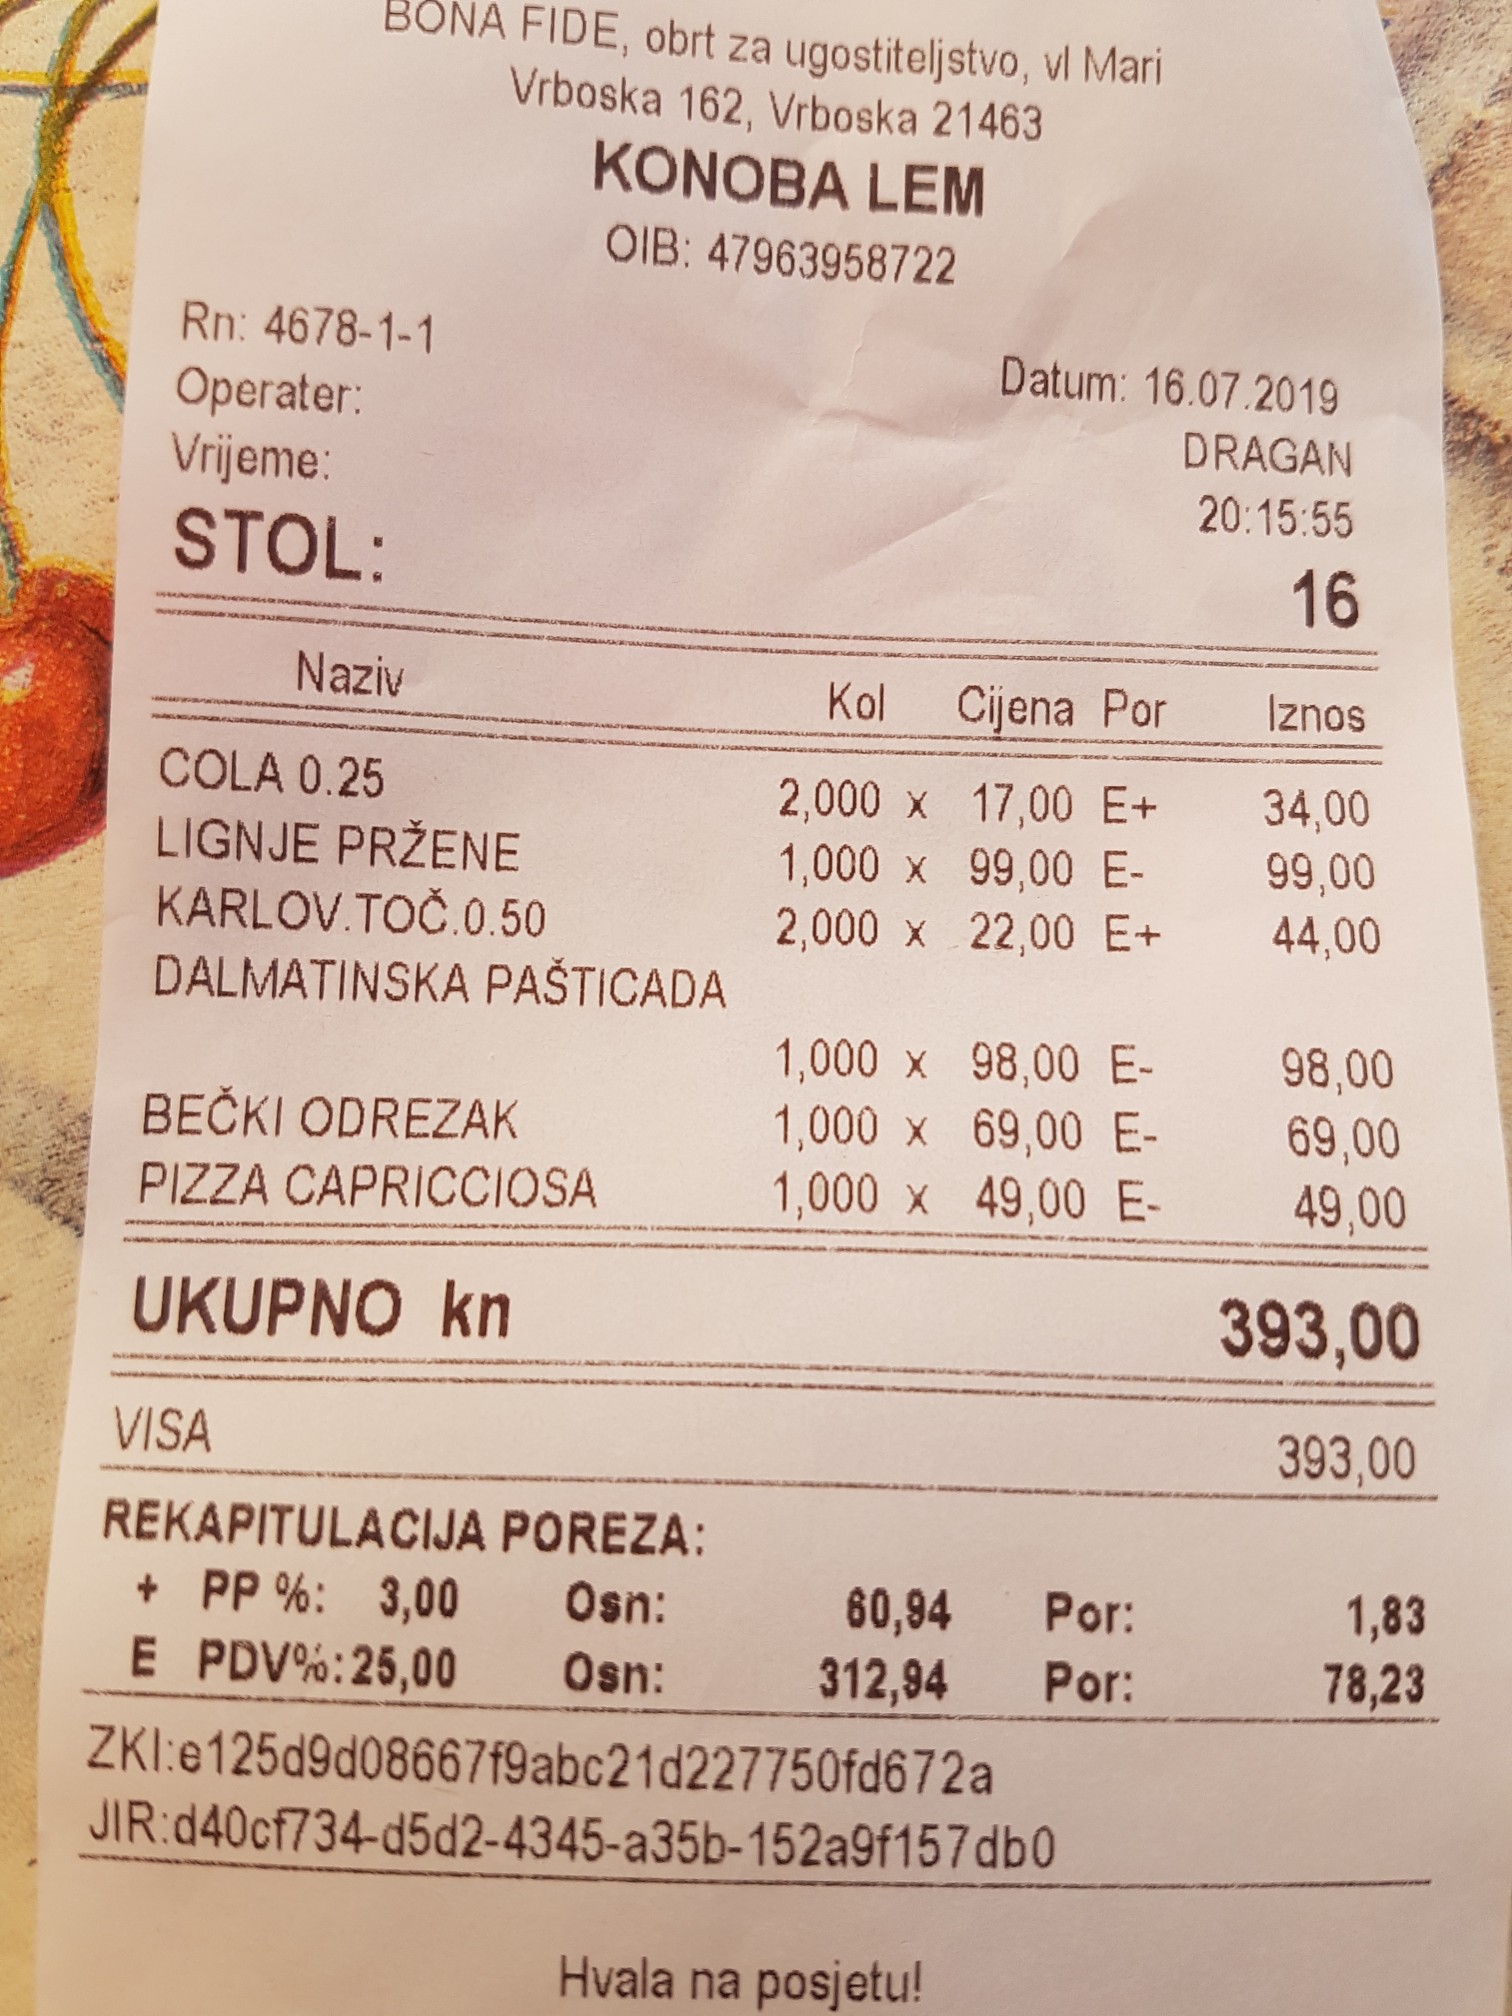 BONA FIDE, obrt za ugostiteljstvo, vl Mari
Vrboska 162, Vrboska 21463
KONOBA LEM
OIB: 47963958722
Rn: 4678-1-1 Datum: 16.07.2019
Operater: DRAGAN
Vrijeme: 20:15:55
STOL: 16
Naziv Kol Cijena Por Iznos
COLA 0.25 2,000 x 17,00 E+ 34,00
LIGNJE PRŽENE 1,000 x 99,00 E- 99,00
KARLOV.TOČ.0.50 2,000 x 22,00 E+ 44,00
DALMATINSKA PAŠTICADA
1,000 x 98,00 E- 98,00
BEČKI ODREZAK 1,000 x 69,00 E- 69,00
PIZZA CAPRICCIOSA 1,000 x 49,00 E- 49,00
UKUPNO kn 393,00
VISA 393,00
REKAPITULACIJA POREZA:
+ PP %: 3,00 Osn: 60,94 Por: 1,83
E PDV%:25,00 Osn: 312,94 Por: 78,23
ZKI:e125d9d08667f9abc21d227750fd672a
JIR:d40cf734-d5d2-4345-a35b-152a9f157db0
Hvala na posjetu!